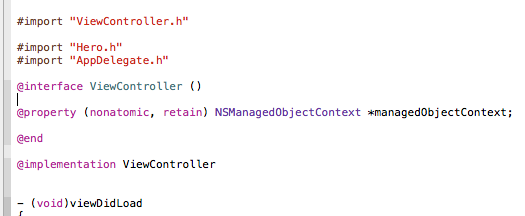 #import "ViewController.h"
#import "Hero.h"
#import "AppDelegate.h"
@interface ViewController ()
@property (nonatomic, retain) NSManagedObjectContext *managedObjectContext;
@end
@implementation ViewController
- (void)viewDidLoad
{